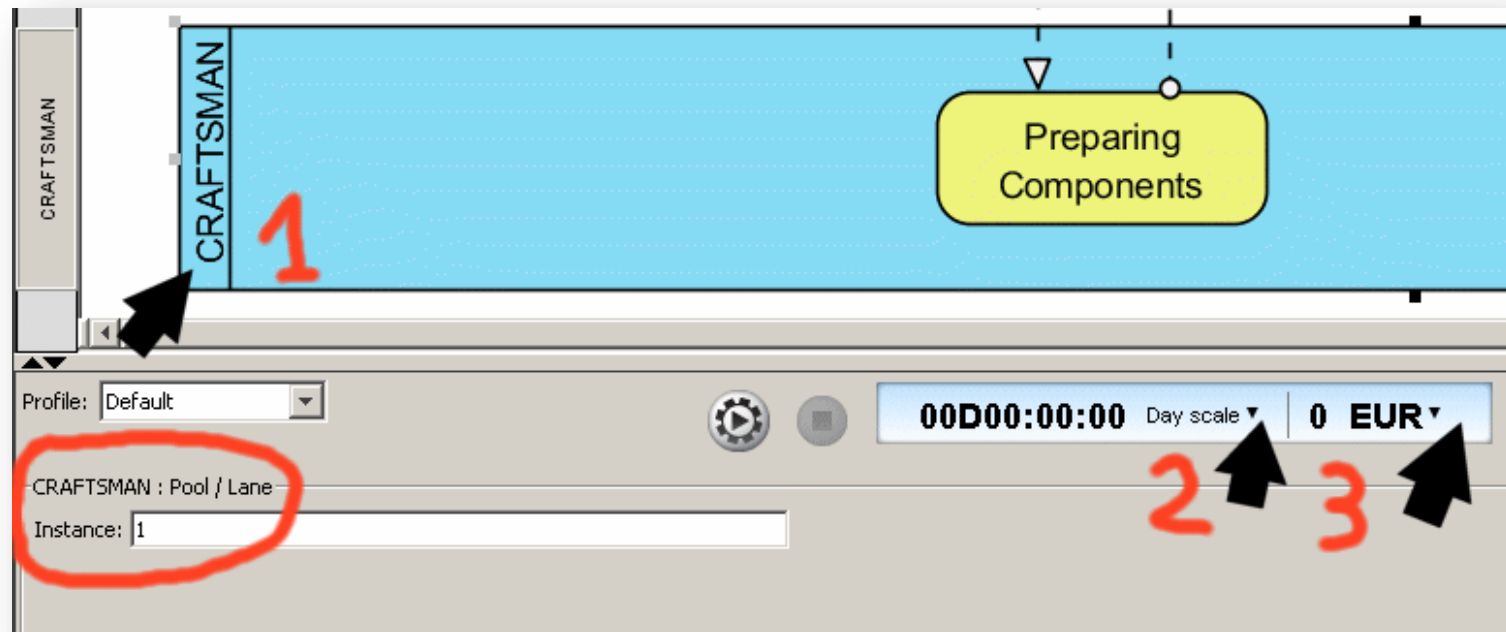 CRAFTSMAN
CRAFTSMAN
1
Preparing
Components
Profile: Default
00D00:00:00 Day scale 0 EUR
2 3
CRAFTSMAN : Pool / Lane
Instance: 1